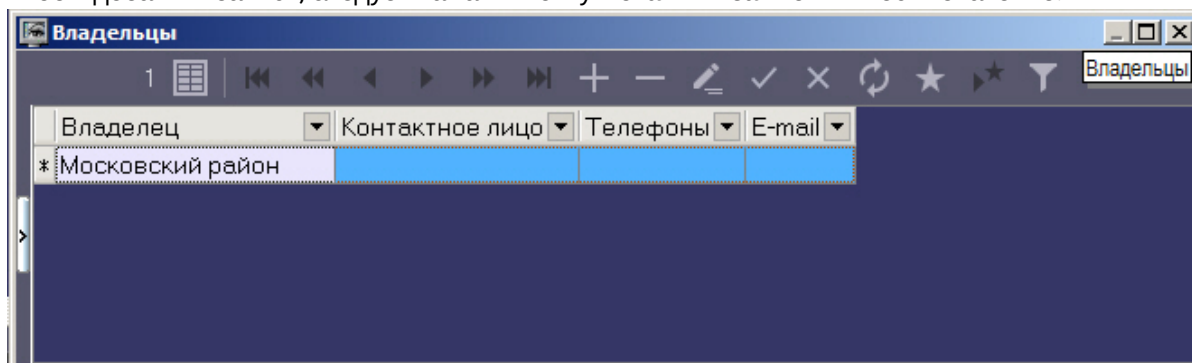 Владельцы
1
Владельцы
Владелец Контактное лицо Телефоны E-mail
* Московский район